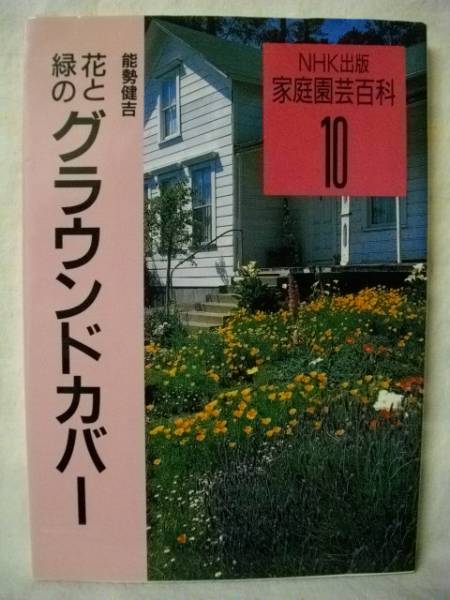 NHK出版
家庭園芸百科
10
能勢健吉
花と
緑の
グラウンドカバー